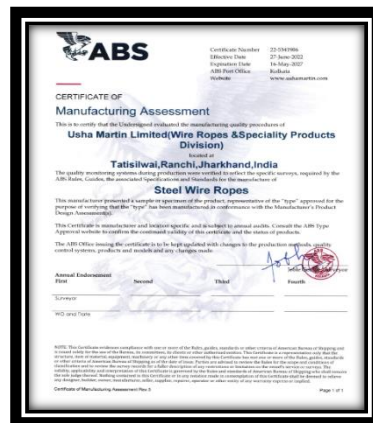 ABS
Certificate Number 22-5343986
Effective Date 27-June-2022
Expiration Date 16-May-2027
ABS Port Office Kolkata
Website www.ushamartin.com
CERTIFICATE OF
Manufacturing Assessment
This is to certify that the Undersigned evaluated the manufacturing quality procedures of
Usha Martin Limited(Wire Ropes &Speciality Products
Division)
located at
Tatisilwai,Ranchi,Jharkhand,India
The quality monitoring systems during production were verified to reflect the specific surveys, required by the
ABS Rules, Guides, the associated Specifications and Standards for the manufacture of
Steel Wire Ropes
This manufacturer presented a sample or specimen of the product, representative of the "type" approved for the
purpose of verifying that the "type" has been manufactured in conformance with the Manufacturer's Product
Design Assessment(s).
This Certificate is manufacturer and location specific and is subject to annual audits. Consult the ABS Type
Approval website to confirm the continued validity of this certificate and the status of products.
The ABS Office issuing the certificate is to be kept updated with changes to the production methods, quality
control systems, products and models and any changes made.
Surveyor
Annual Endorsement
First Second Third Fourth
Surveyor
WO and Date
Certificate of Manufacturing Assessment Rev.0 Page 1 of 1